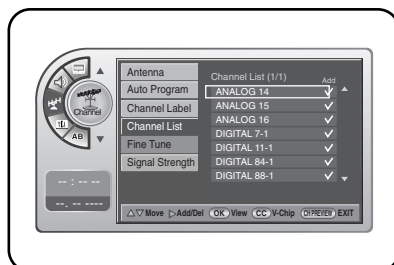 Channel
AB
-- : -- --
--. -- ----
Antenna
Auto Program
Channel Label
Channel List
Fine Tune
Signal Strength
Channel List (1/1)
Add
ANALOG 14 ✓
ANALOG 15 ✓
ANALOG 16 ✓
DIGITAL 7-1 ✓
DIGITAL 11-1 ✓
DIGITAL 84-1 ✓
DIGITAL 88-1 ✓
△▽ Move ▷Add/Del OK View CC V-Chip CH PREVIEW EXIT